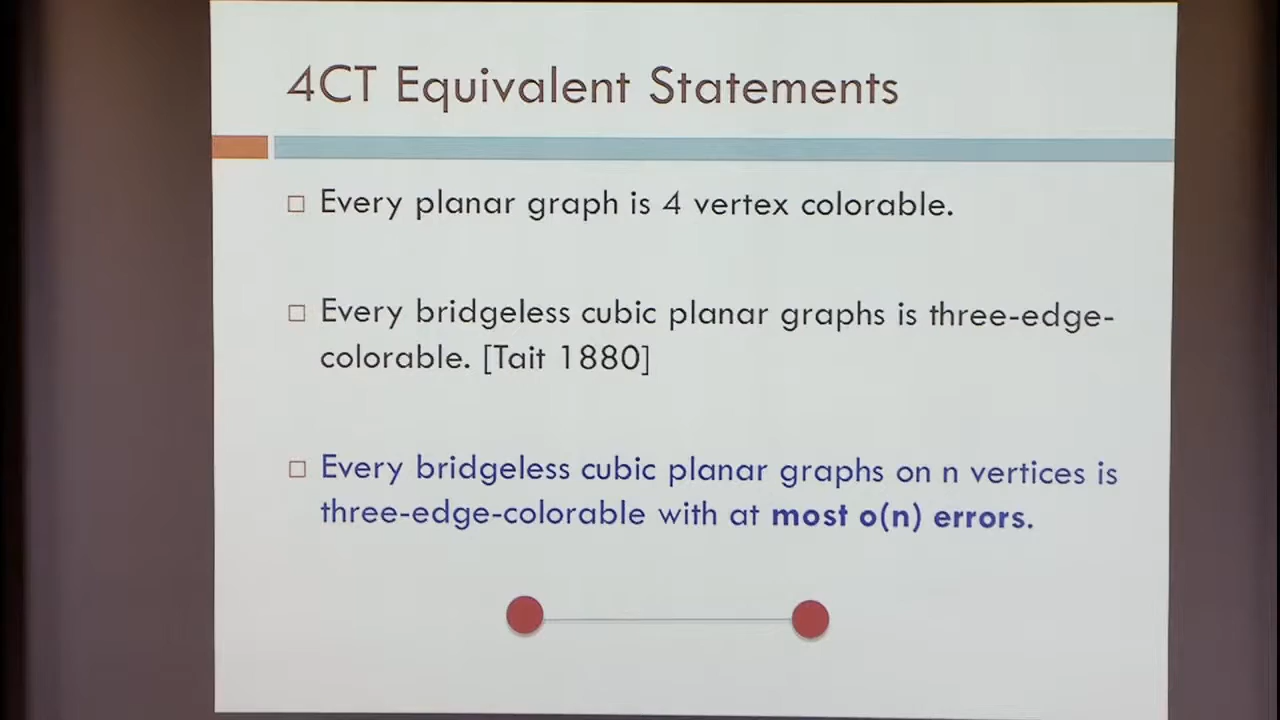 4CT Equivalent Statements
Every planar graph is 4 vertex colorable.
Every bridgeless cubic planar graphs is three-edge-
colorable. [Tait 1880]
Every bridgeless cubic planar graphs on n vertices is
three-edge-colorable with at most o(n) errors.